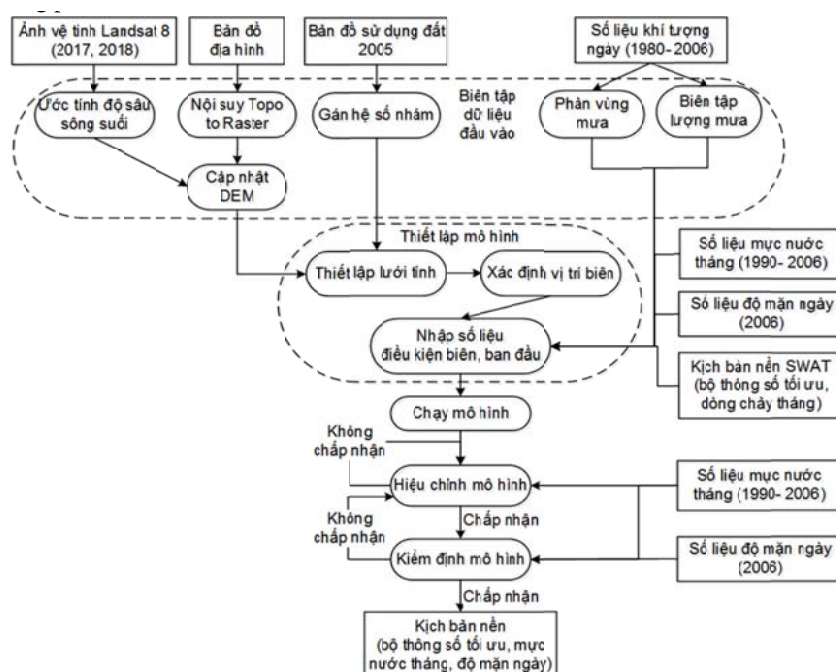 Ảnh vệ tinh Landsat 8
(2017, 2018)
Bản đồ
địa hình
Bản đồ sử dụng đất
2005
Số liệu khí tượng
ngày (1980- 2006)
Ước tính độ sâu
sông suối
Nội suy Topo
to Raster
Gán hệ số nhám
Biên tập
dữ liệu
đầu vào
Phân vùng
mưa
Biên tập
lượng mưa
Cập nhật
DEM
Thiết lập mô hình
Thiết lập lưới tính
Xác định vị trí biên
Số liệu mực nước
tháng (1990- 2006)
Số liệu độ mặn ngày
(2006)
Nhập số liệu
điều kiện biên, ban đầu
Kịch bản nền SWAT
(bộ thông số tối ưu,
dòng chảy tháng)
Chạy mô hình
Không
chấp nhận
Hiệu chỉnh mô hình
Số liệu mực nước
tháng (1990- 2006)
Chấp nhận
Không
chấp nhận
Kiểm định mô hình
Số liệu độ mặn ngày
(2006)
Chấp nhận
Kịch bản nền
(bộ thông số tối ưu, mực
nước tháng, độ mặn ngày)